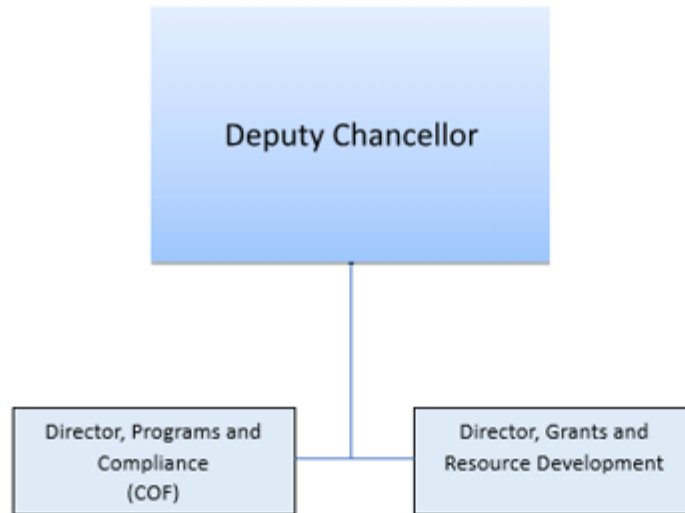 Deputy Chancellor
Director, Programs and
Compliance
(COF)
Director, Grants and
Resource Development